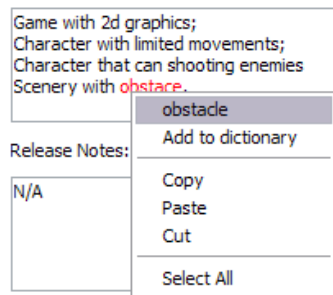 Game with 2d graphics;
Character with limited movements;
Character that can shooting enemies
Scenery with obstace.
obstacle
Add to dictionary
Release Notes:
Copy
N/A
Paste
Cut
Select All